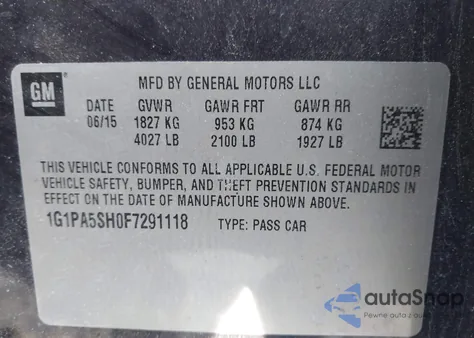 GM
MFD BY GENERAL MOTORS LLC
DATE GVWR GAWR FRT GAWR RR
06/15 1827 KG 953 KG 874 KG
4027 LB 2100 LB 1927 LB
THIS VEHICLE CONFORMS TO ALL APPLICABLE U.S. FEDERAL MOTOR
VEHICLE SAFETY, BUMPER, AND THEFT PREVENTION STANDARDS
IN EFFECT ON THE DATE OF MANUFACTURE SHOWN ABOVE.
1G1PA5SH0F7291118 TYPE: PASS CAR
autoSnap
Pewne auta z